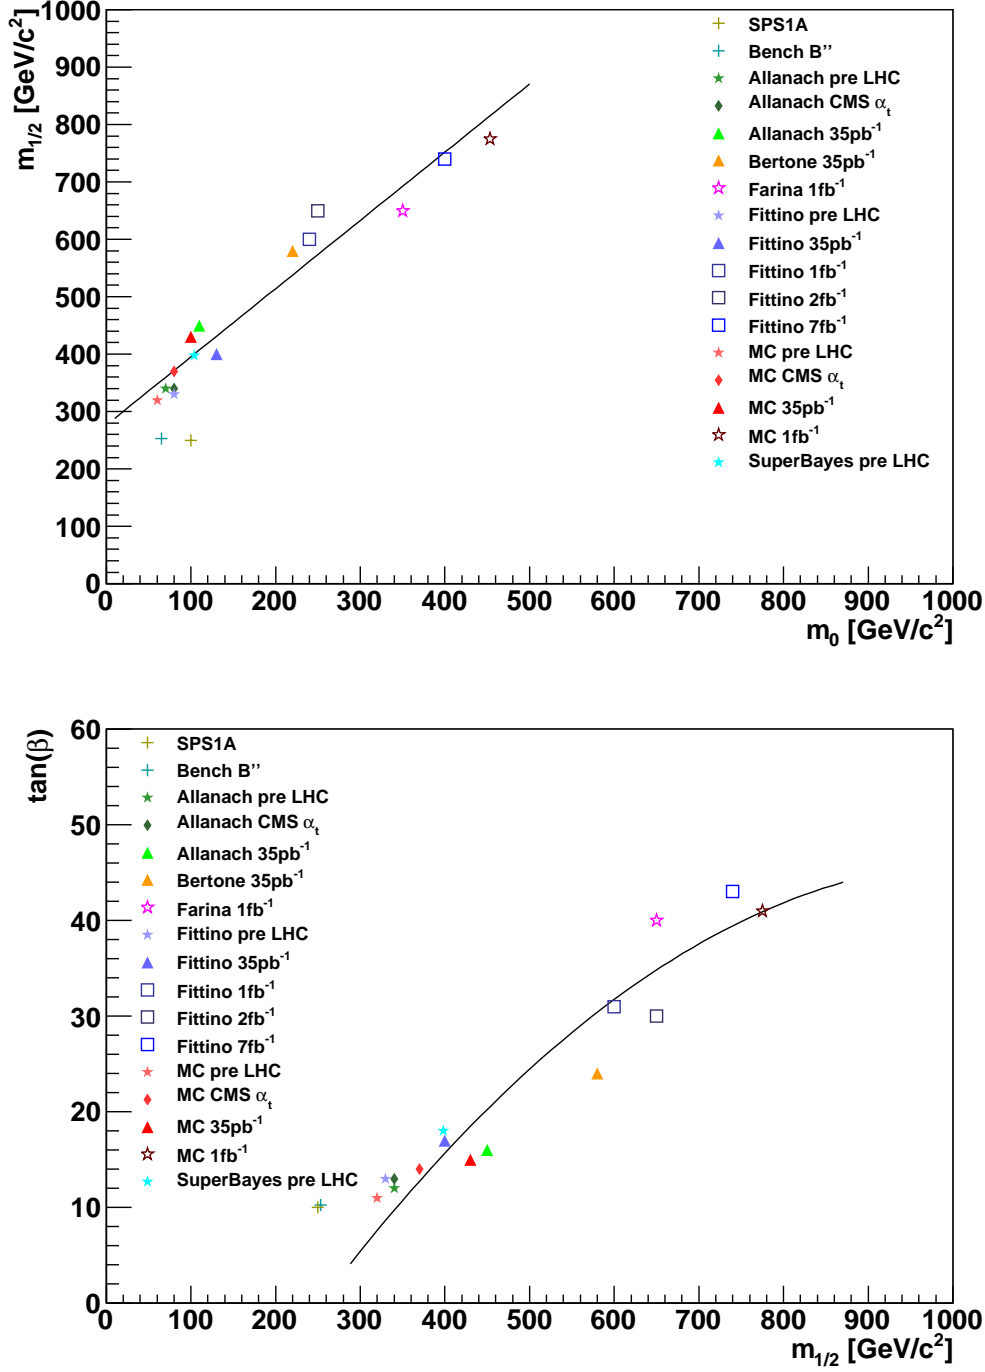 m1/2 [GeV/c2]
1000
900
800
700
600
500
400
300
200
100
0
SPS1A
Bench B’’
Allanach pre LHC
Allanach CMS αt
Allanach 35pb-1
Bertone 35pb-1
Farina 1fb-1
Fittino pre LHC
Fittino 35pb-1
Fittino 1fb-1
Fittino 2fb-1
Fittino 7fb-1
MC pre LHC
MC CMS αt
MC 35pb-1
MC 1fb-1
SuperBayes pre LHC
0 100 200 300 400 500 600 700 800 900 1000
m0 [GeV/c2]
tan(β)
60
50
40
30
20
10
0
SPS1A
Bench B’’
Allanach pre LHC
Allanach CMS αt
Allanach 35pb-1
Bertone 35pb-1
Farina 1fb-1
Fittino pre LHC
Fittino 35pb-1
Fittino 1fb-1
Fittino 2fb-1
Fittino 7fb-1
MC pre LHC
MC CMS αt
MC 35pb-1
MC 1fb-1
SuperBayes pre LHC
0 100 200 300 400 500 600 700 800 900 1000
m1/2 [GeV/c2]